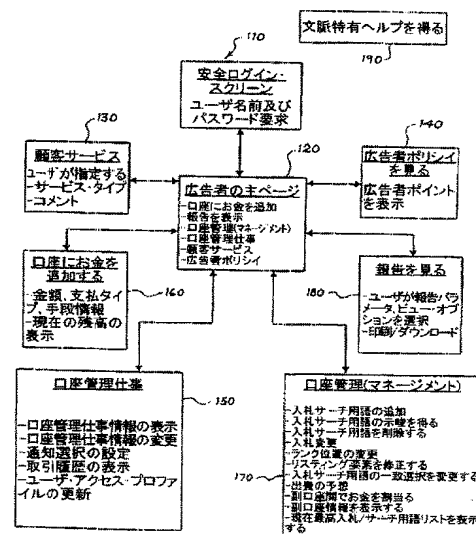 110
文脈特有ヘルプを得る
190
安全ログイン・
スクリーン
ユーザ名前及び
パスワード要求
130
顧客サービス
ユーザが指定する
-サービス・タイプ
-コメント
120
広告者の主ページ
-口座にお金を追加
-報告を表示
-口座管理(マネージメント)
-口座管理仕事
-顧客サービス
-広告者ポリシイ
140
広告者ポリシイを
見る
広告者ポイントを
表示
口座にお金を
追加する
-金額、支払タイ
プ、手段情報
-現在の残高の
表示
160
報告を見る
-ユーザが報告パラ
メータ、ビュー・オプ
ションを選択
-印刷/ダウンロード
180
口座管理仕事
-口座管理仕事情報の表示
-口座管理仕事情報の変更
-通知選択の設定
-取引履歴の表示
-ユーザ・アクセス・プロファ
イルの更新
150
口座管理(マネージメント)
-入札サーチ用語の追加
-入札サーチ用語の示唆を得る
-入札サーチ用語を削除する
-入札変更
-ランク位置の変更
-リスティング要素を修正する
-入札サーチ用語の一致選択を変更する
-出費の予想
-副口座間でお金を割当る
-副口座情報を表示する
-現在最高入札/サーチ用語リストを表示
する
170